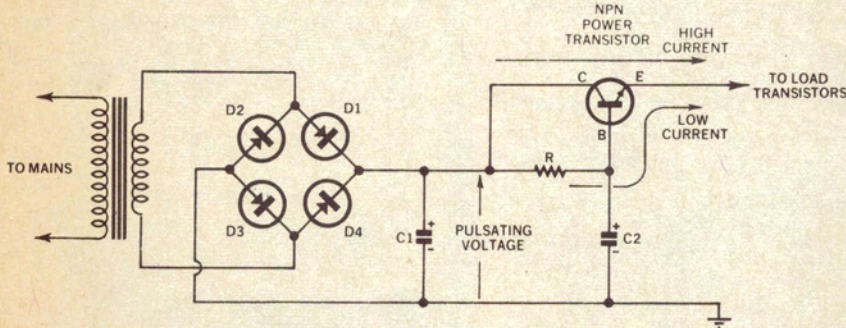 NPN
POWER
TRANSISTOR
HIGH
CURRENT
C
E
TO LOAD
TRANSISTORS
B
LOW
CURRENT
D2
D1
TO MAINS
R
D3
D4
C1
+
-
PULSATING
VOLTAGE
+
C2
-